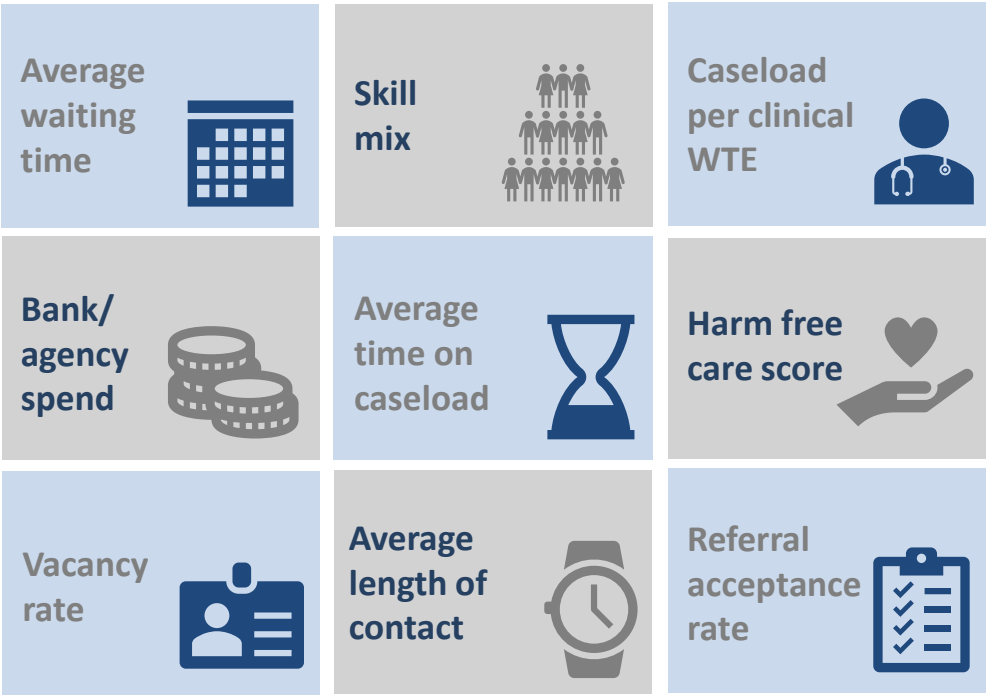 Average
waiting
time
Skill
mix
Caseload
per clinical
WTE
Bank/
agency
spend
Average
time on
caseload
Harm free
care score
Vacancy
rate
Average
length of
contact
Referral
acceptance
rate